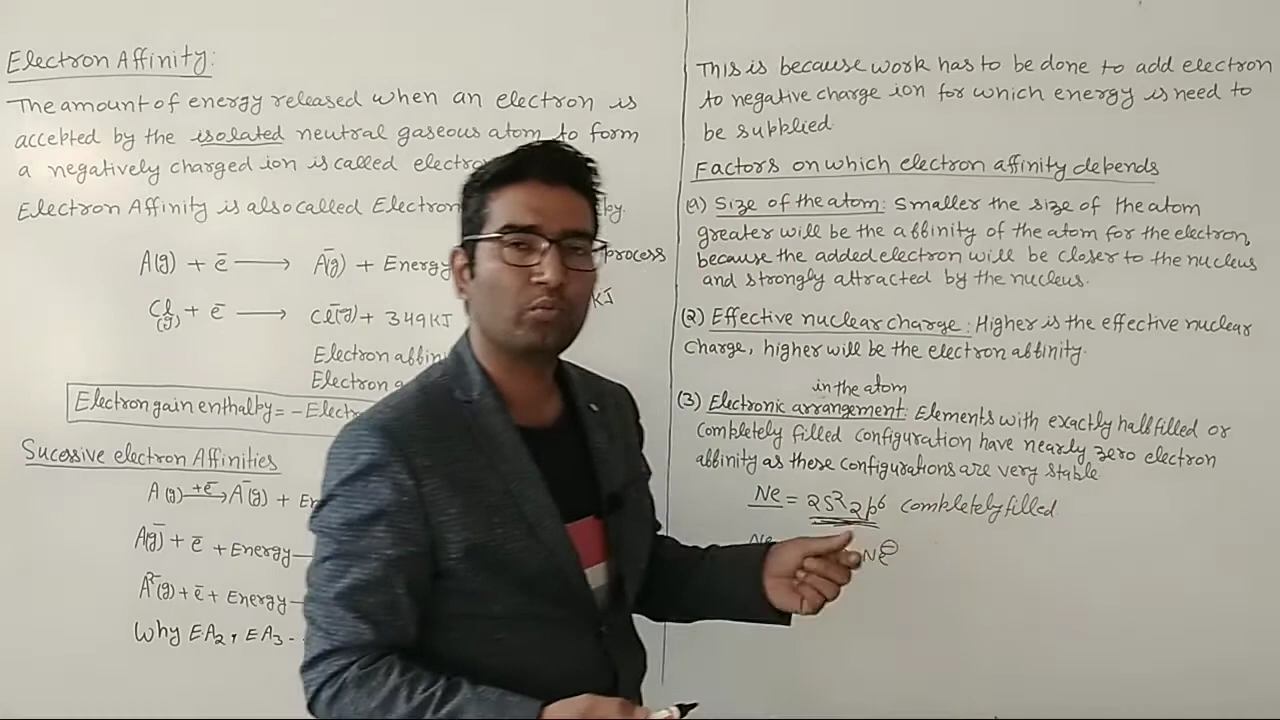 Electron Affinity:
The amount of energy released when an electron is
accepted by the isolated neutral gaseous atom to form
a negatively charged ion is called
Electron Affinity is also called Electron
A(g) + ē ⟶ Ā(g) + Energy
process
Cl(g) + ē ⟶ Cl⁻(g) + 349 KJ
KJ
Electron
Electron
Electron gain enthalpy = -
Sucessive electron Affinities
A(g) +ē⟶ A⁻(g) +
A⁻(g) + ē + Energy
A²⁻(g) + ē + Energy
Why EA₂, EA₃
This is because work has to be done to add electron
to negative charge ion for which energy is need to
be supplied.
Factors on which electron affinity depends
(1) Size of the atom: Smaller the size of the atom
greater will be the affinity of the atom for the electron,
because the added electron will be closer to the nucleus
and strongly attracted by the nucleus.
(2) Effective nuclear charge: Higher is the effective nuclear
charge, higher will be the electron affinity.
in the atom
(3) Electronic arrangement: Elements with exactly half filled or
completely filled configuration have nearly zero electron
affinity as these configurations are very stable
Ne = 2s² 2p⁶ completely filled
Ne Ne⊖